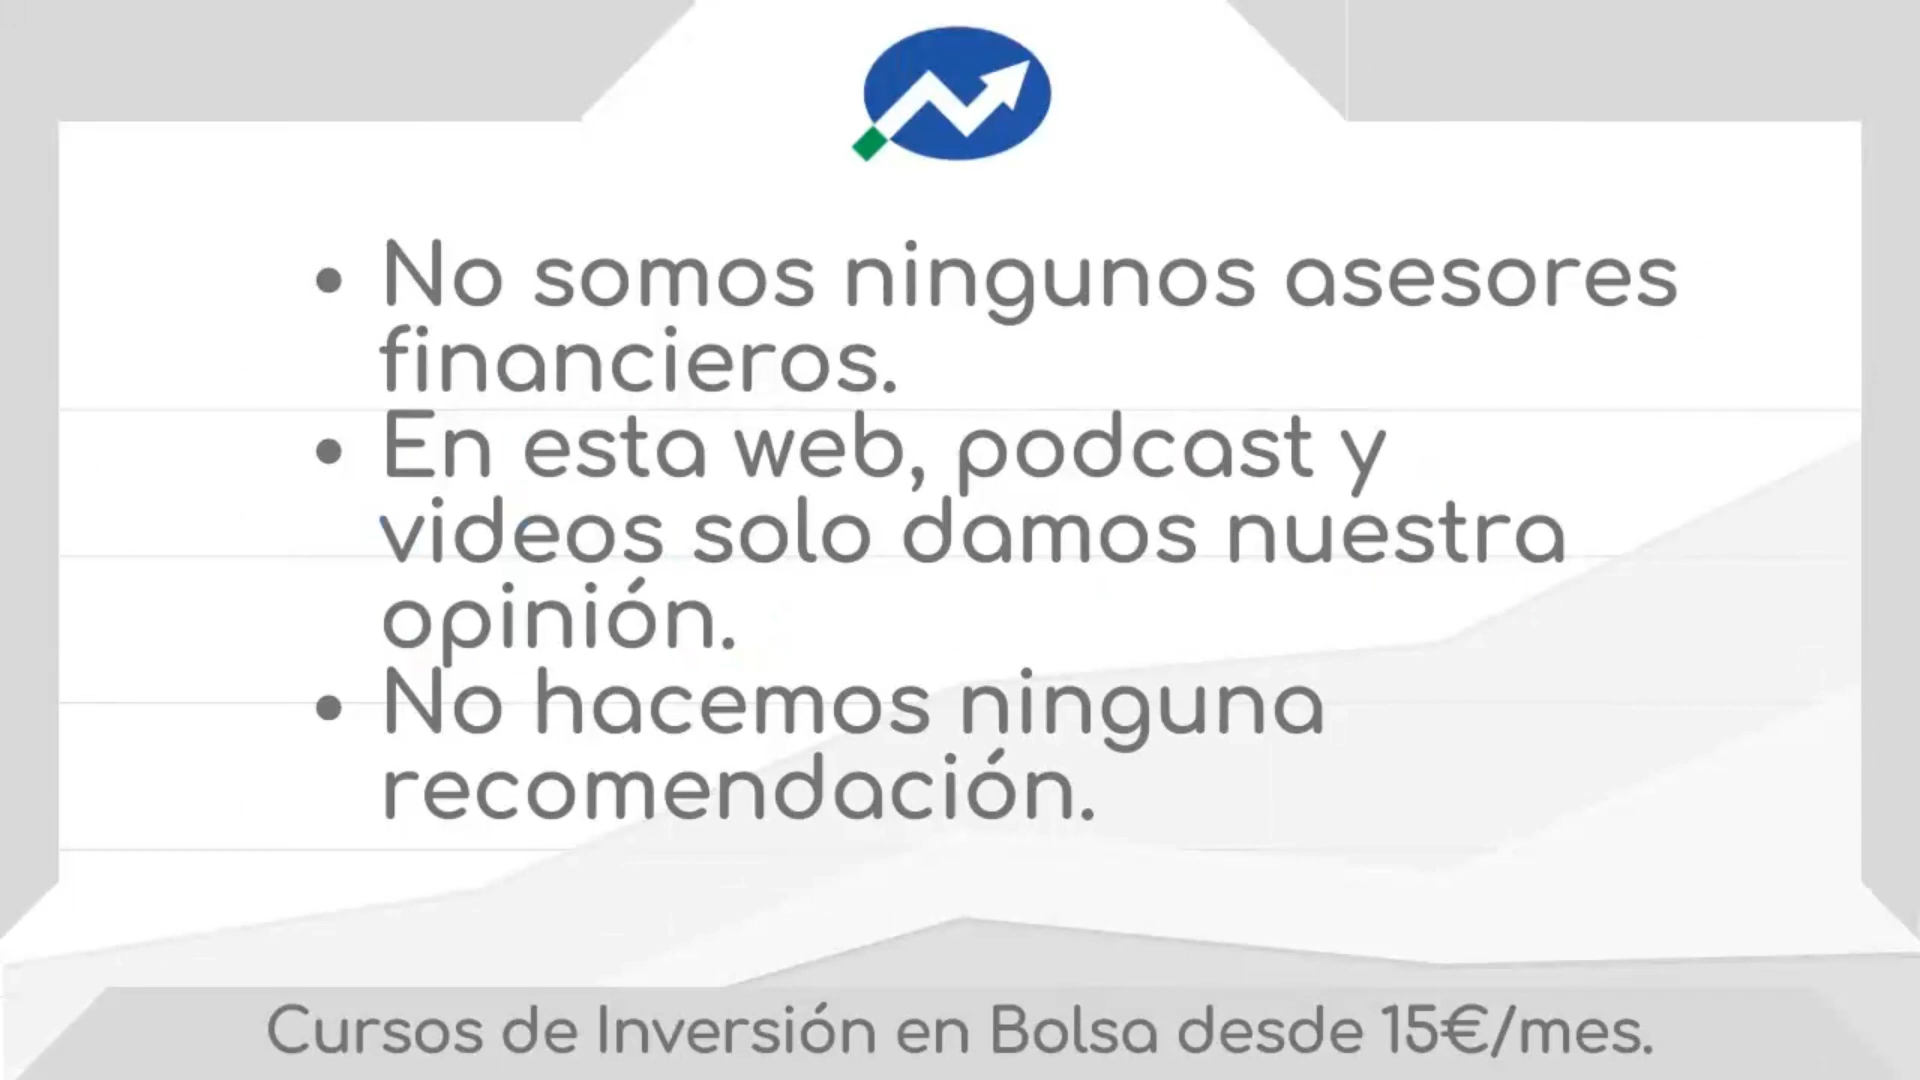 • No somos ningunos asesores
financieros.
• En esta web, podcast y
videos solo damos nuestra
opinión.
• No hacemos ninguna
recomendación.
Cursos de Inversión en Bolsa desde 15€/mes.